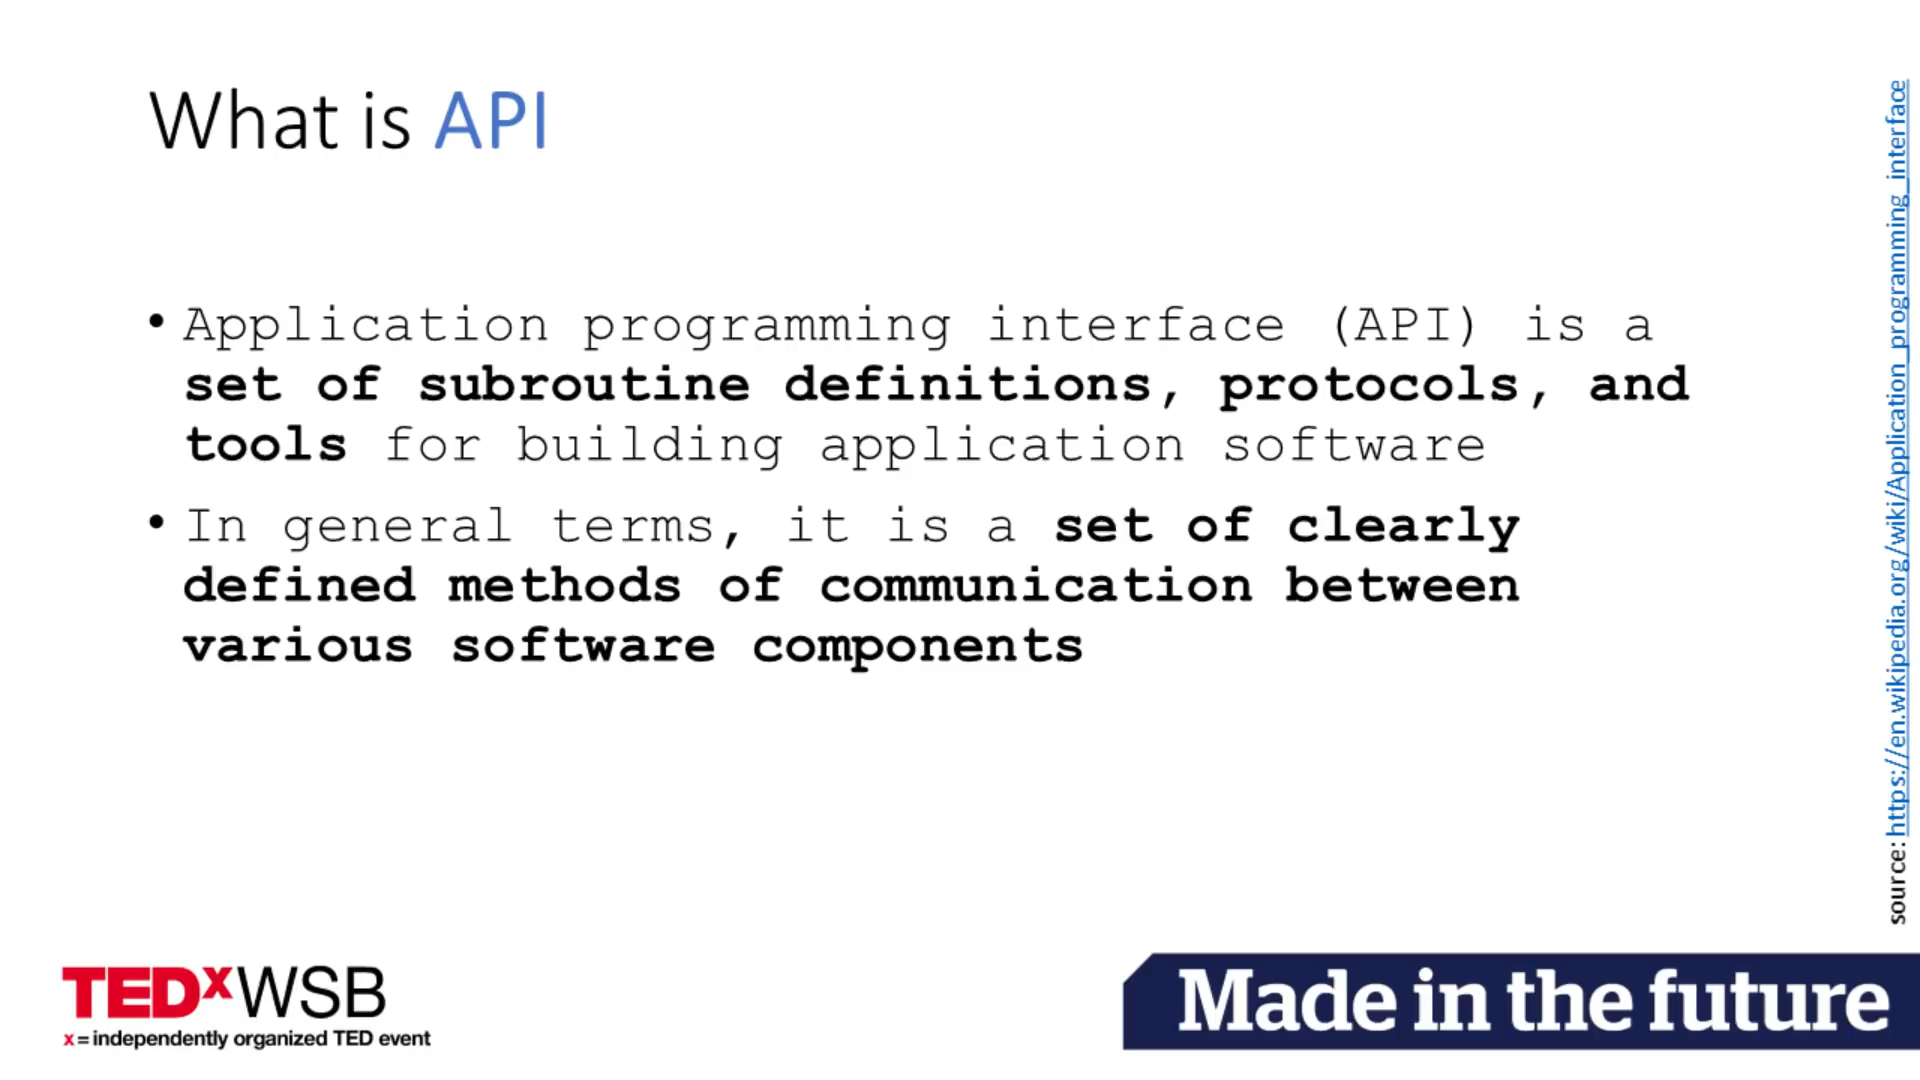 What is API
• Application programming interface (API) is a
set of subroutine definitions, protocols, and
tools for building application software
• In general terms, it is a set of clearly
defined methods of communication between
various software components
source: https://en.wikipedia.org/wiki/Application_programming_interface
TEDxWSB
x = independently organized TED event
Made in the future